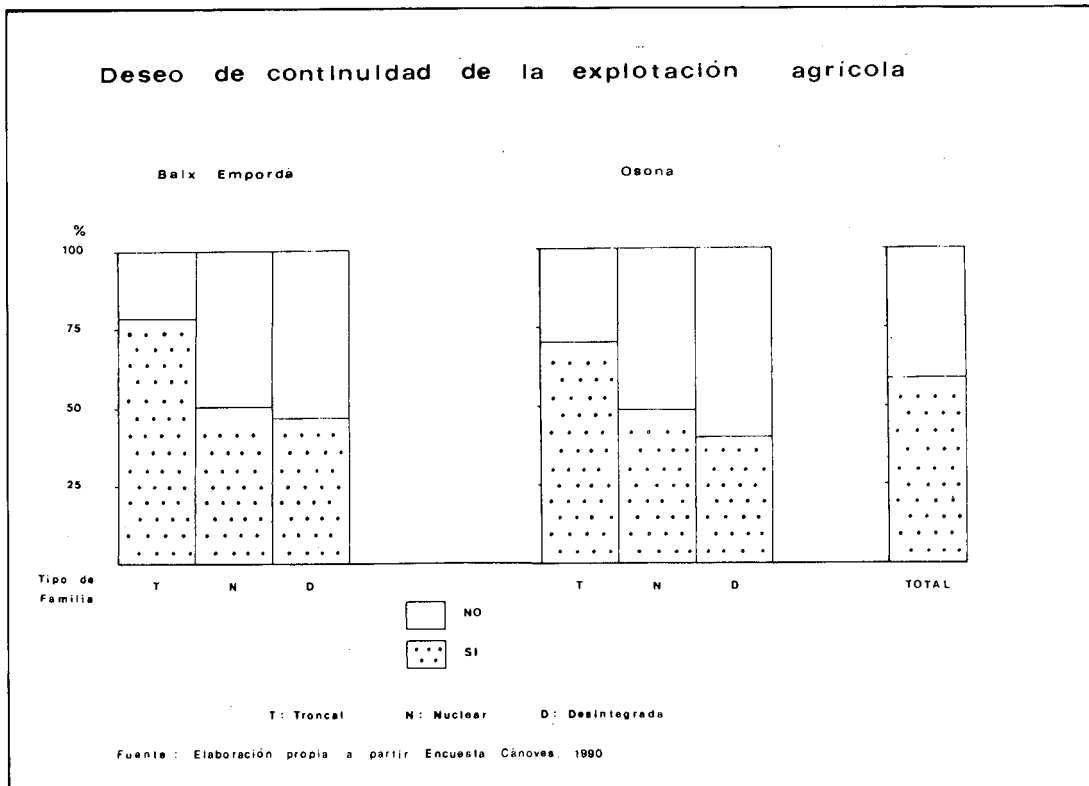 Deseo de continuidad de la explotación agrícola
Baix Empordà
Osona
%
100
75
50
25
Tipo de
Familia
T N D
T N D TOTAL
NO
SI
T: Troncal N: Nuclear D: Desintegrada
Fuente: Elaboración propia a partir Encuesta Cànoves, 1990